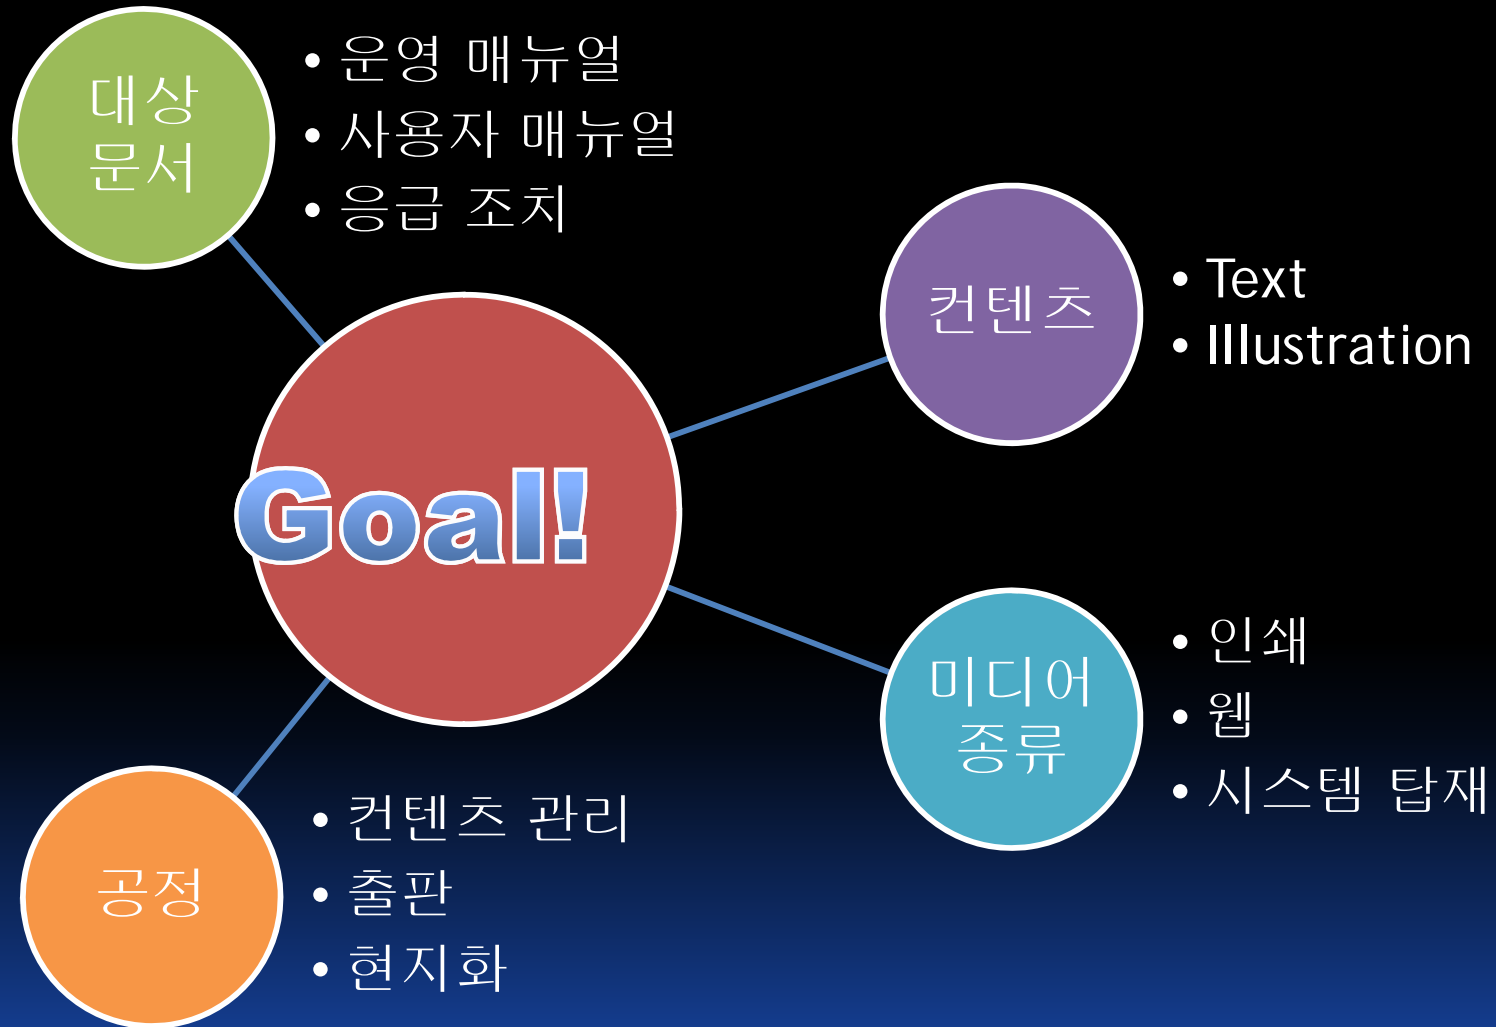 대상
문서
• 운영 매뉴얼
• 사용자 매뉴얼
• 응급 조치
컨텐츠
• Text
• Illustration
Goal!
미디어
종류
• 인쇄
• 웹
• 시스템 탑재
공정
• 컨텐츠 관리
• 출판
• 현지화